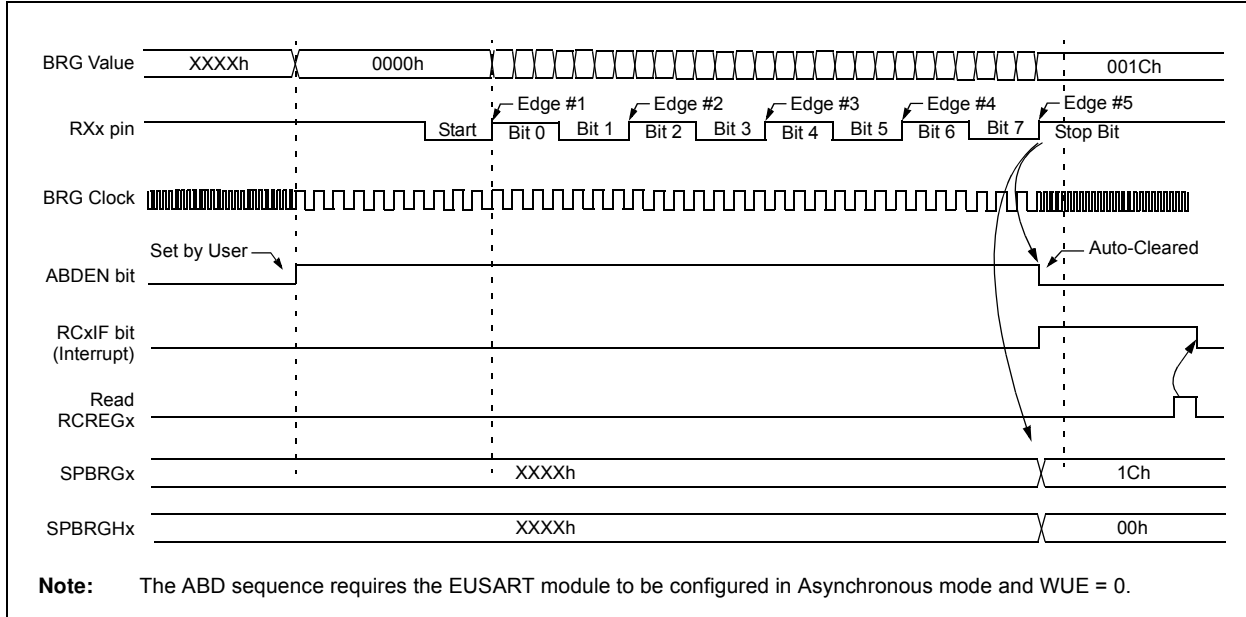 BRG Value XXXXh 0000h 001Ch
Edge #1 Edge #2 Edge #3 Edge #4 Edge #5
RXx pin Start Bit 0 Bit 1 Bit 2 Bit 3 Bit 4 Bit 5 Bit 6 Bit 7 Stop Bit
BRG Clock
Set by User Auto-Cleared
ABDEN bit
RCxIF bit
(Interrupt)
Read
RCREGx
SPBRGx XXXXh 1Ch
SPBRGHx XXXXh 00h
Note: The ABD sequence requires the EUSART module to be configured in Asynchronous mode and WUE = 0.